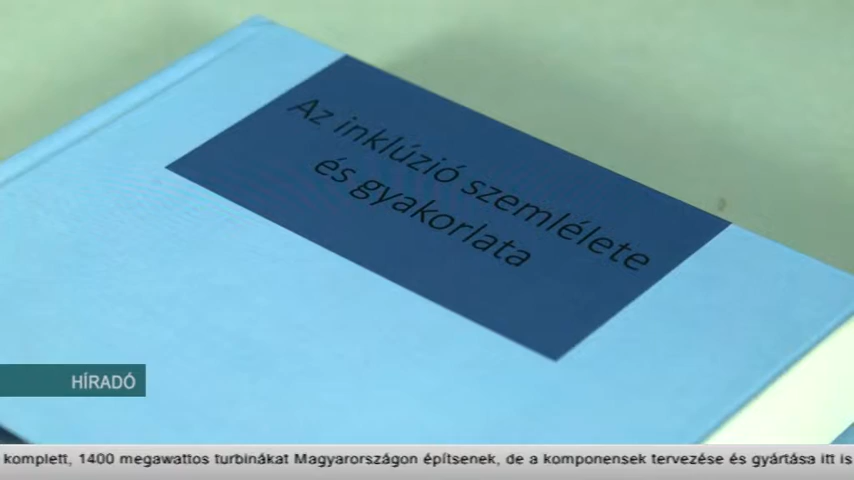 Az inklúzió szemlélete
és gyakorlata
HÍRADÓ
komplett, 1400 megawattos turbinákat Magyarországon építsenek, de a komponensek tervezése és gyártása itt is